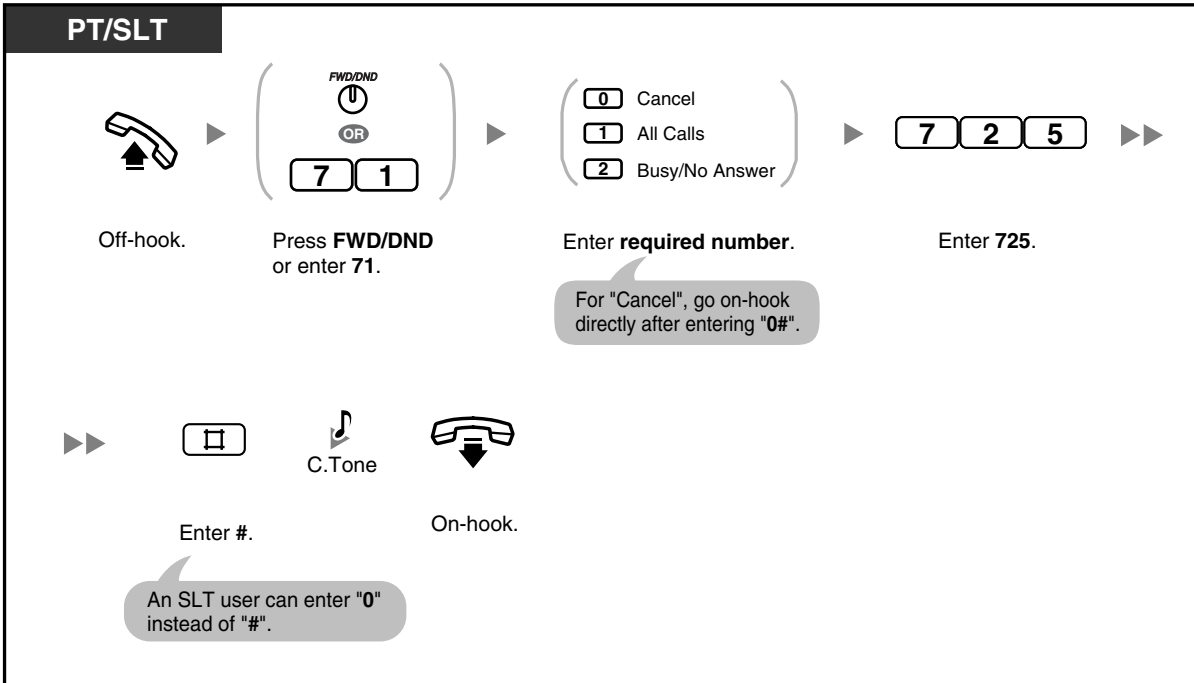 PT/SLT
FWD/DND
OR
7 1
0 Cancel
1 All Calls
2 Busy/No Answer
7 2 5
Off-hook.
Press FWD/DND
or enter 71.
Enter required number.
For "Cancel", go on-hook
directly after entering "0#".
Enter 725.
#
C.Tone
Enter #.
On-hook.
An SLT user can enter "0"
instead of "#".